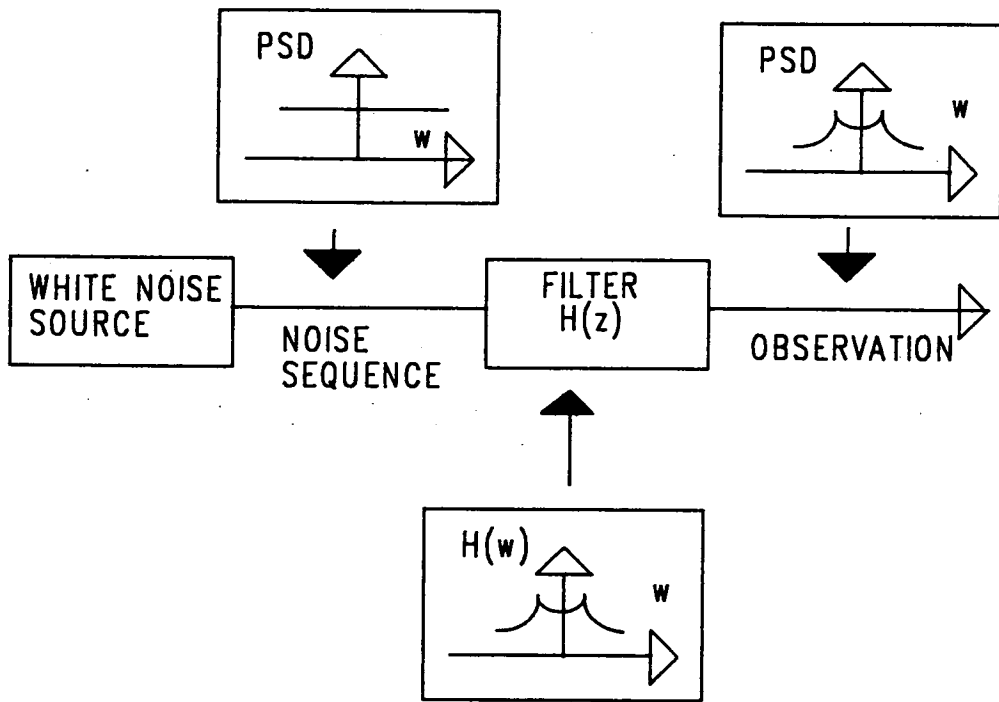 PSD
w
PSD
w
WHITE NOISE
SOURCE
NOISE
SEQUENCE
FILTER
H(z)
OBSERVATION
H(w)
w